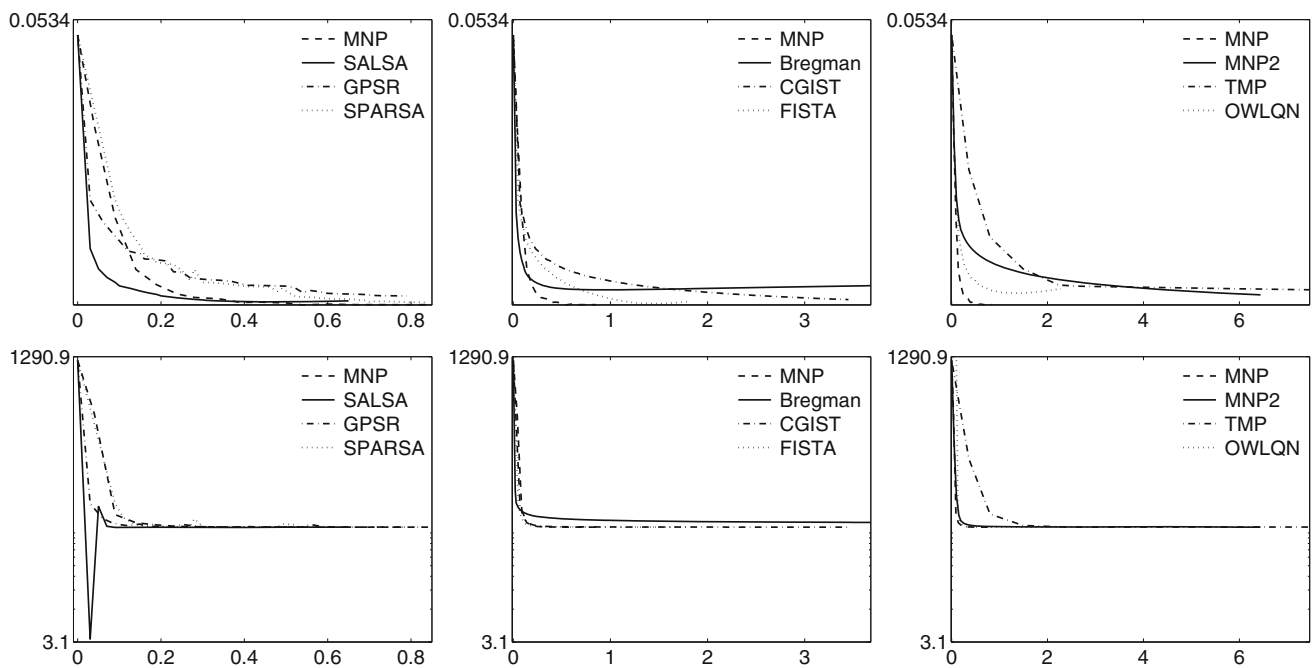 0.0534
MNP
SALSA
GPSR
SPARSA
0 0.2 0.4 0.6 0.8
0.0534
MNP
Bregman
CGIST
FISTA
0 1 2 3
0.0534
MNP
MNP2
TMP
OWLQN
0 2 4 6
1290.9
MNP
SALSA
GPSR
SPARSA
3.1
0 0.2 0.4 0.6 0.8
1290.9
MNP
Bregman
CGIST
FISTA
3.1
0 1 2 3
1290.9
MNP
MNP2
TMP
OWLQN
3.1
0 2 4 6